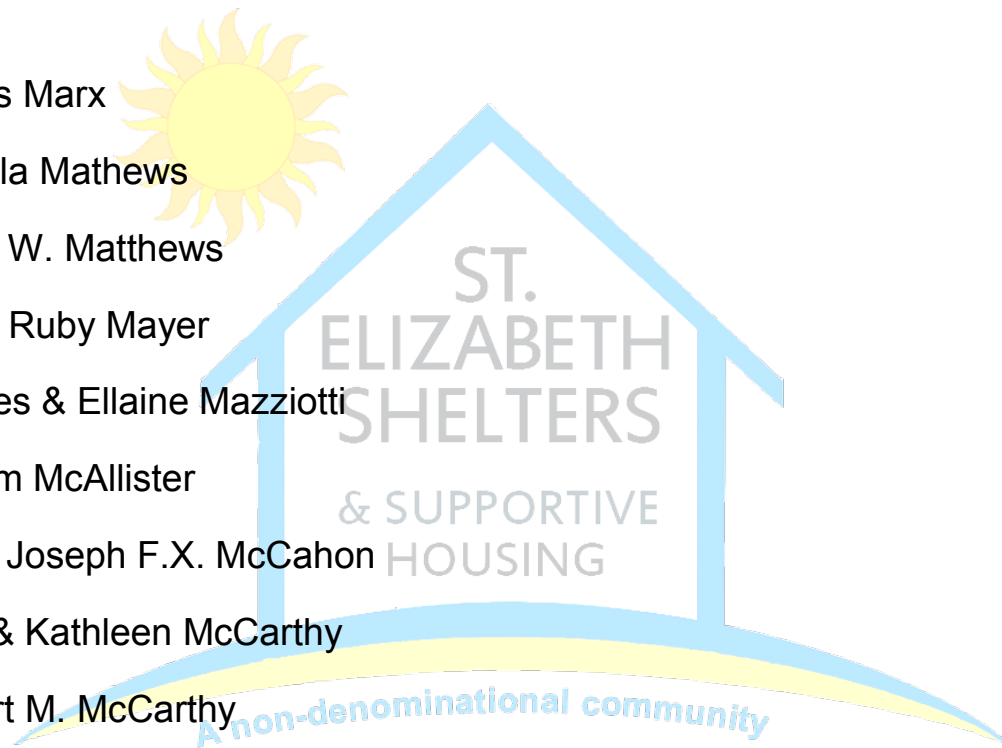 s Marx
la Mathews
W. Matthews
Ruby Mayer
es & Ellaine Mazziotti
m McAllister
Joseph F.X. McCahon
& Kathleen McCarthy
rt M. McCarthy
ST.
ELIZABETH
SHELTERS
& SUPPORTIVE
HOUSING
A non-denominational community